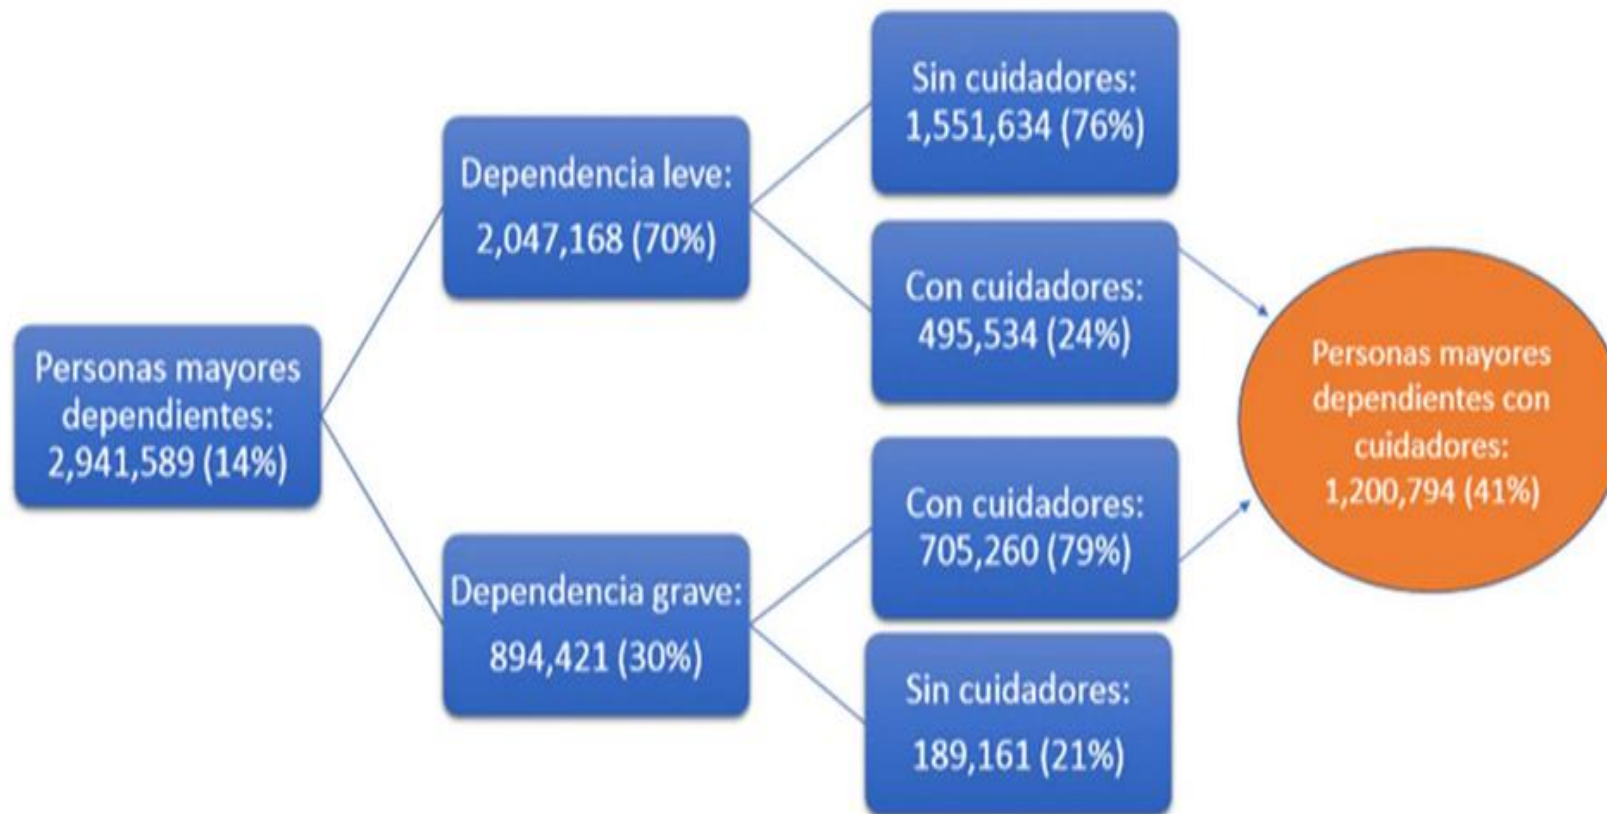 Personas mayores
dependientes:
2,941,589 (14%)
Dependencia leve:
2,047,168 (70%)
Dependencia grave:
894,421 (30%)
Sin cuidadores:
1,551,634 (76%)
Con cuidadores:
495,534 (24%)
Con cuidadores:
705,260 (79%)
Sin cuidadores:
189,161 (21%)
Personas mayores
dependientes con
cuidadores:
1,200,794 (41%)